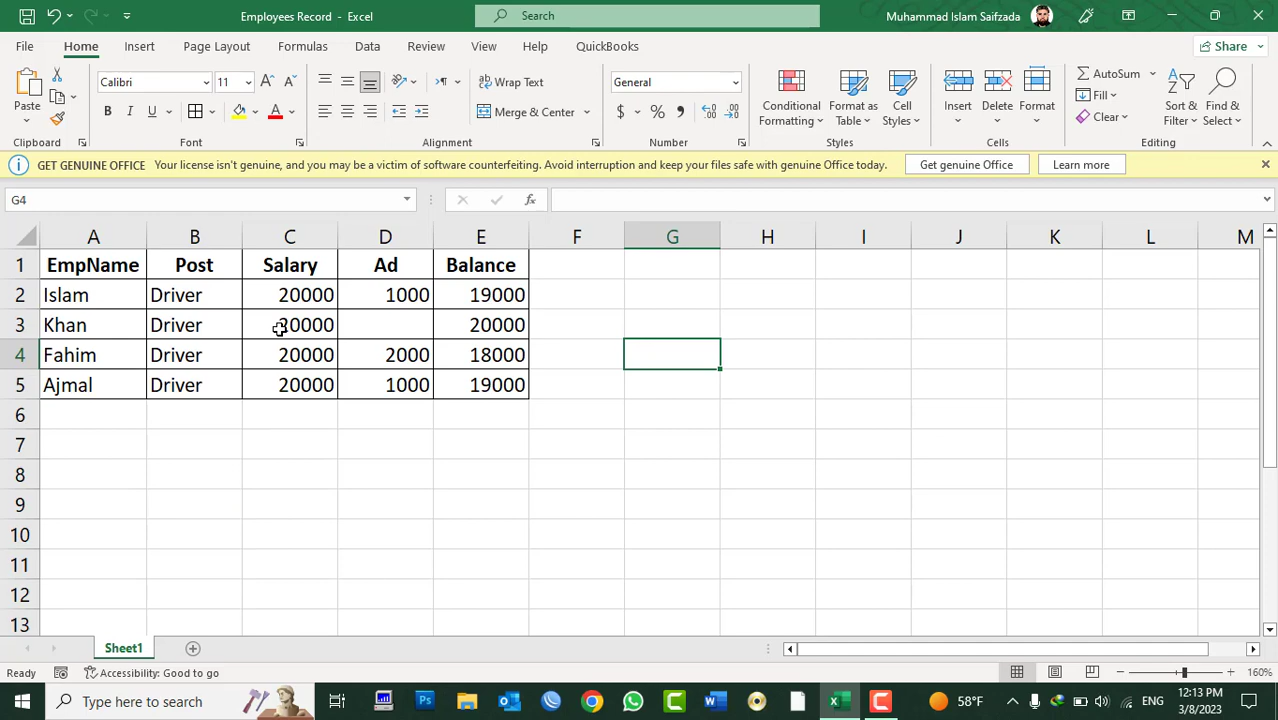 Employees Record - Excel
Search
Muhammad Islam Saifzada
File Home Insert Page Layout Formulas Data Review View Help QuickBooks Share
Paste
Calibri 11
B I U
Wrap Text
Merge & Center
General
$ % ,
Conditional Formatting
Format as Table
Cell Styles
Insert Delete Format
AutoSum
Fill
Clear
Sort & Filter
Find & Select
Clipboard Font Alignment Number Styles Cells Editing
GET GENUINE OFFICE Your license isn't genuine, and you may be a victim of software counterfeiting. Avoid interruption and keep your files safe with genuine Office today. Get genuine Office Learn more
G4 fx
A B C D E F G H I J K L M
1 EmpName Post Salary Ad Balance
2 Islam Driver 20000 1000 19000
3 Khan Driver 20000 20000
4 Fahim Driver 20000 2000 18000
5 Ajmal Driver 20000 1000 19000
6
7
8
9
10
11
12
13
Sheet1
Ready Accessibility: Good to go 160%
Type here to search 58°F ENG 12:13 PM
3/8/2023